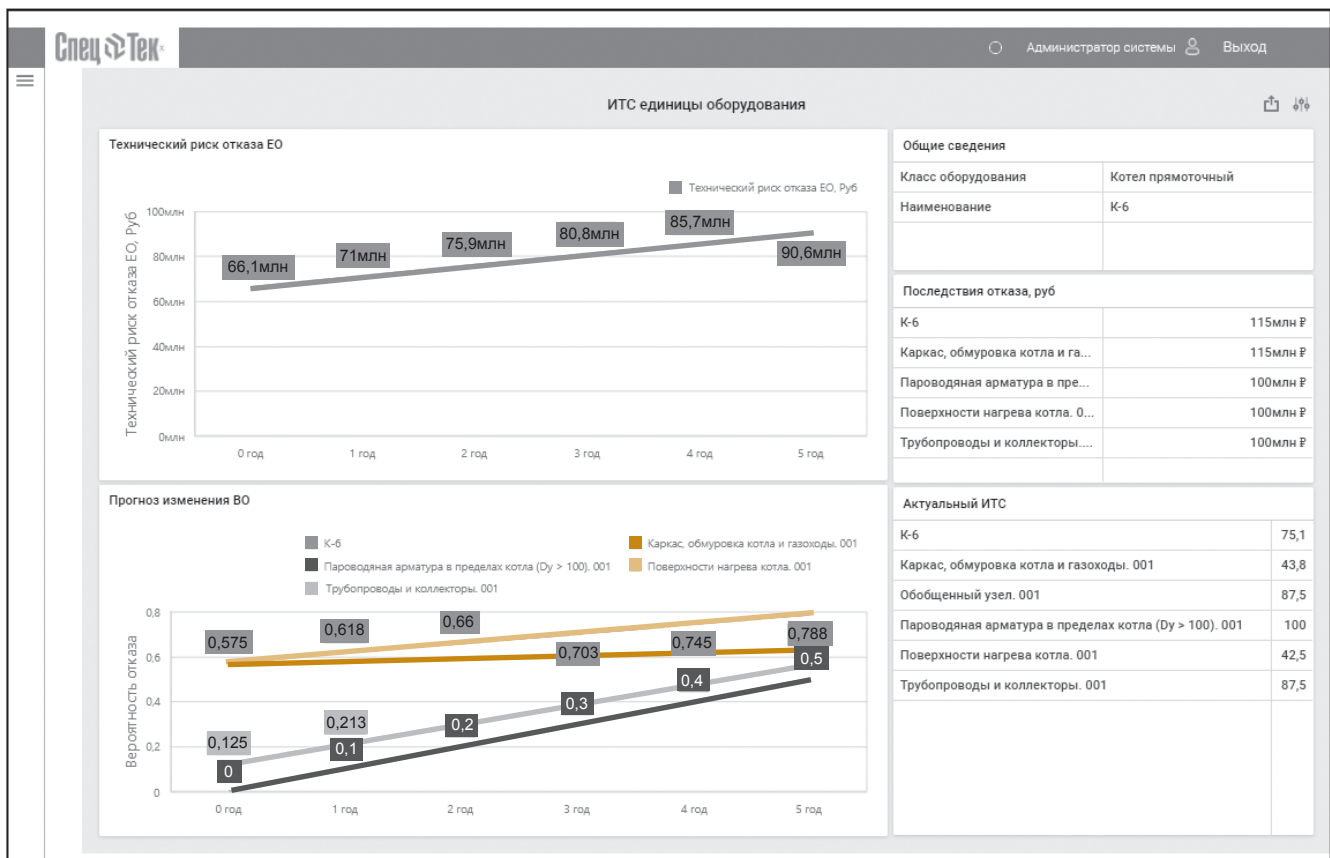 СпецТек
Администратор системы
Выход
ИТС единицы оборудования
Технический риск отказа ЕО
Технический риск отказа ЕО, Руб
Технический риск отказа ЕО, Руб
100млн
80млн
60млн
40млн
20млн
0млн
66,1млн
71млн
75,9млн
80,8млн
85,7млн
90,6млн
0 год
1 год
2 год
3 год
4 год
5 год
Общие сведения
Класс оборудования Котел прямоточный
Наименование К-6
Последствия отказа, руб
К-6 115млн ₽
Каркас, обмуровка котла и га... 115млн ₽
Пароводяная арматура в пре... 100млн ₽
Поверхности нагрева котла. 0... 100млн ₽
Трубопроводы и коллекторы.... 100млн ₽
Прогноз изменения ВО
К-6
Каркас, обмуровка котла и газоходы. 001
Пароводяная арматура в пределах котла (Dy > 100). 001
Поверхности нагрева котла. 001
Трубопроводы и коллекторы. 001
Вероятность отказа
0,8
0,6
0,4
0,2
0
0,575
0,618
0,66
0,703
0,745
0,788
0,125
0,213
0
0,1
0,2
0,3
0,4
0,5
0 год
1 год
2 год
3 год
4 год
5 год
Актуальный ИТС
К-6 75,1
Каркас, обмуровка котла и газоходы. 001 43,8
Обобщенный узел. 001 87,5
Пароводяная арматура в пределах котла (Dy > 100). 001 100
Поверхности нагрева котла. 001 42,5
Трубопроводы и коллекторы. 001 87,5